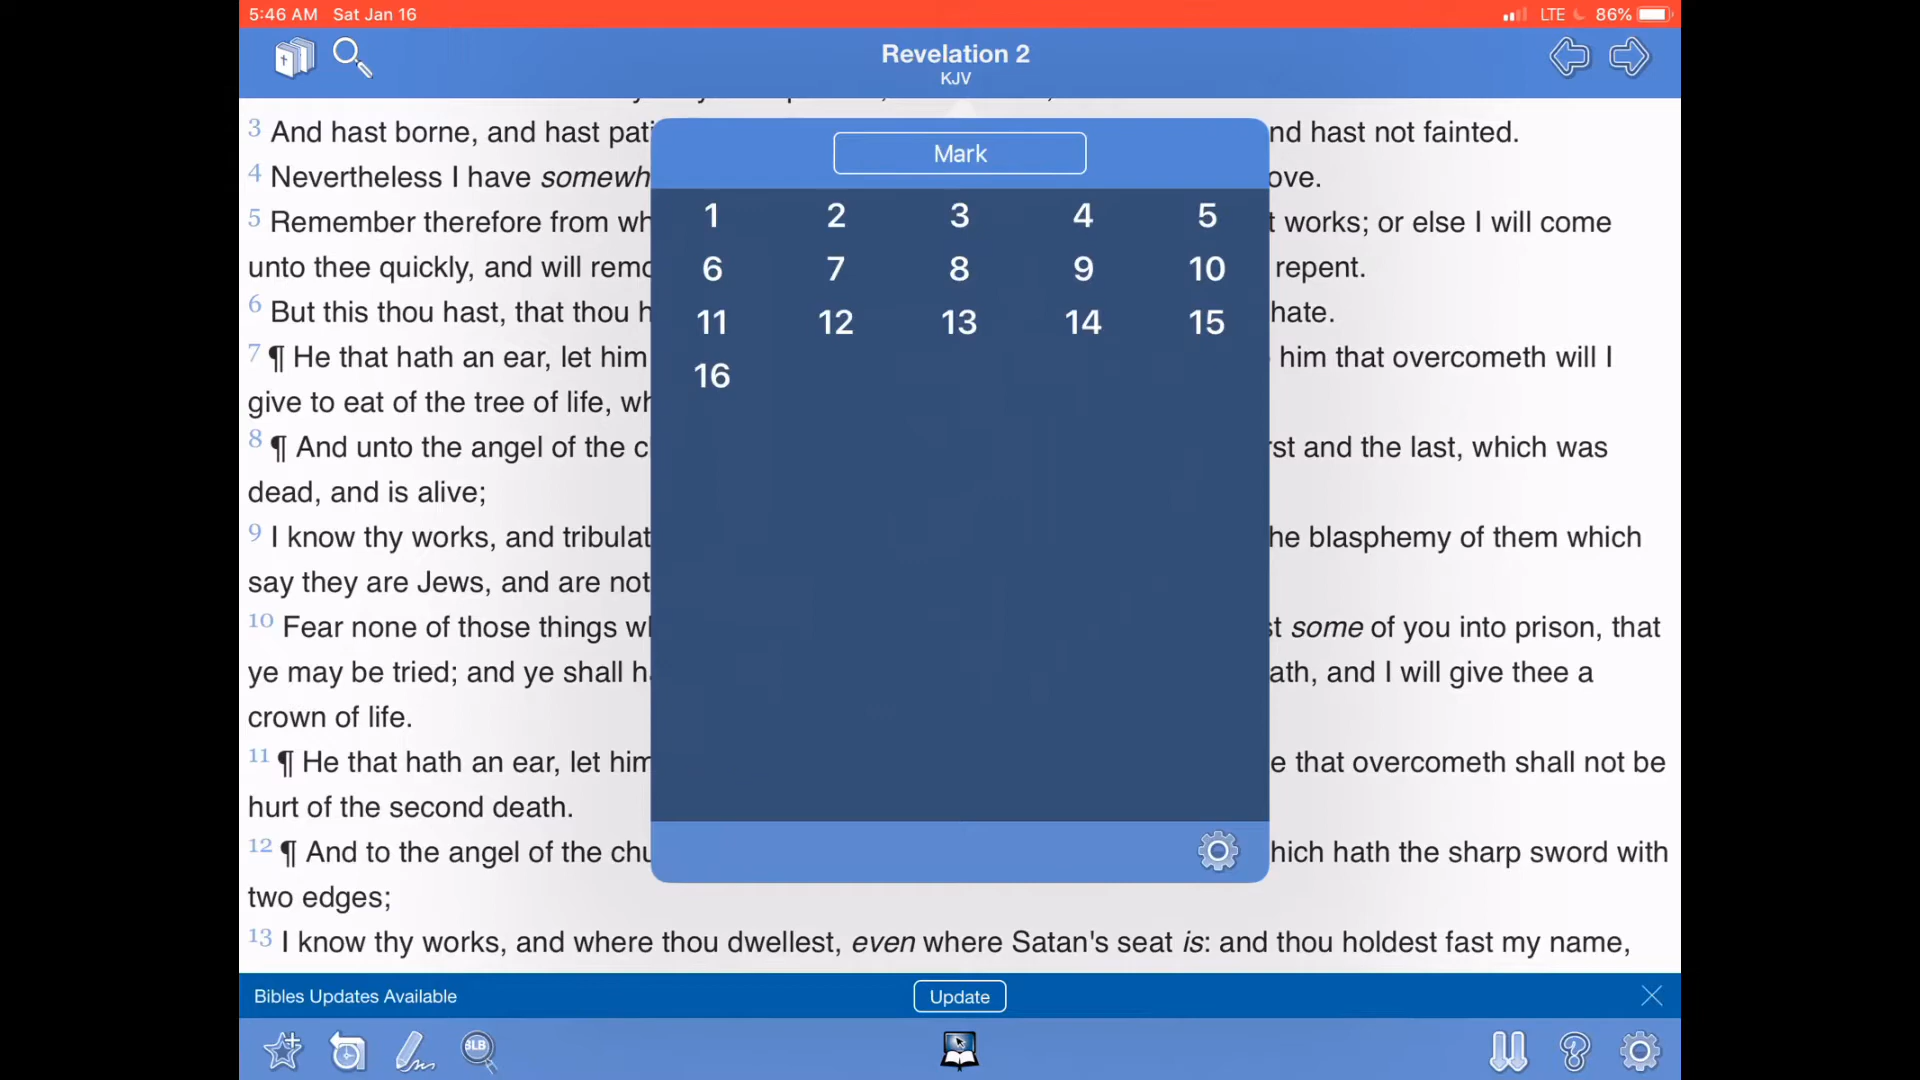 5:46 AM Sat Jan 16 LTE 86%
Revelation 2
KJV
3 And hast borne, and hast pati nd hast not fainted.
4 Nevertheless I have somewh ove.
5 Remember therefore from wh t works; or else I will come
unto thee quickly, and will remo repent.
6 But this thou hast, that thou h hate.
7 ¶ He that hath an ear, let him him that overcometh will I
give to eat of the tree of life, wh
8 ¶ And unto the angel of the c rst and the last, which was
dead, and is alive;
9 I know thy works, and tribulat he blasphemy of them which
say they are Jews, and are not
10 Fear none of those things wh st some of you into prison, that
ye may be tried; and ye shall ha ath, and I will give thee a
crown of life.
11 ¶ He that hath an ear, let him e that overcometh shall not be
hurt of the second death.
12 ¶ And to the angel of the chu hich hath the sharp sword with
two edges;
13 I know thy works, and where thou dwellest, even where Satan's seat is: and thou holdest fast my name,
Mark
1 2 3 4 5
6 7 8 9 10
11 12 13 14 15
16
Bibles Updates Available Update
BLB